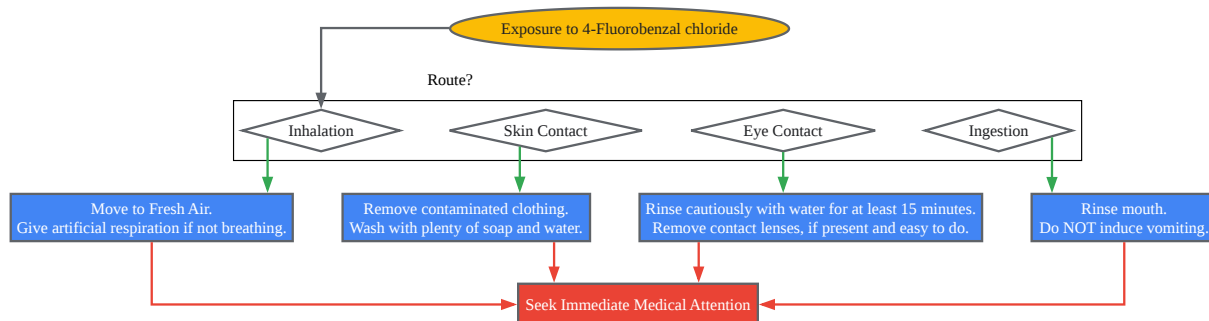 Exposure to 4-Fluorobenzal chloride
Route?
Inhalation
Skin Contact
Eye Contact
Ingestion
Move to Fresh Air.
Give artificial respiration if not breathing.
Remove contaminated clothing.
Wash with plenty of soap and water.
Rinse cautiously with water for at least 15 minutes.
Remove contact lenses, if present and easy to do.
Rinse mouth.
Do NOT induce vomiting.
Seek Immediate Medical Attention